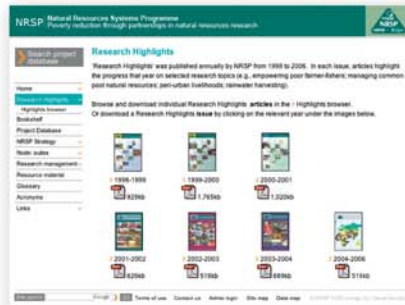 NRSP Natural Resources Systems Programme
Poverty reduction through partnerships in natural resources research
NRSP
Search project
database
Research Highlights
'Research Highlights' was published annually by NRSP from 1998 to 2006. In each issue, articles highlight
the progress that year on selected research topics (e.g., empowering poor farmer-fishers; managing common
pool natural resources; peri-urban livelihoods; rainwater harvesting).
Browse and download individual Research Highlights articles in the › Highlights browser.
Or download a Research Highlights issue by clicking on the relevant year under the images below.
Home
Research Highlights
Highlights browser
Bookshelf
Project Database
NRSP Strategy
Node suites
Research management
Resource material
Glossary
Acronyms
Links
1998-1999
1999-2000
2000-2001
929kb
1,765kb
1,020kb
2001-2002
2002-2003
2003-2004
2004-2006
626kb
519kb
689kb
516kb
Terms of use Contact us Admin login Site map Data map